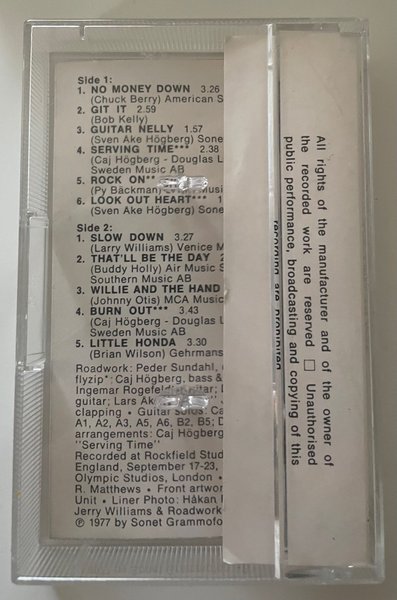 Side 1:
1. NO MONEY DOWN 3.26
(Chuck Berry) American S
2. GIT IT 2.59
(Bob Kelly)
3. GUITAR NELLY 1.57
(Sven Åke Högberg) Sone
4. SERVING TIME*** 2.38
(Caj Högberg - Douglas L
Sweden Music AB
5. ROCK ON**
(Py Bäckman) Sweden Mus
6. LOOK OUT HEART*** 1
(Sven Åke Högberg) Sone
Side 2:
1. SLOW DOWN 3.27
(Larry Williams) Venice M
2. THAT'LL BE THE DAY 2
(Buddy Holly) Air Music S
Southern Music AB
3. WILLIE AND THE HAND
(Johnny Otis) MCA Music
4. BURN OUT*** 3.43
(Caj Högberg - Douglas L
Sweden Music AB
5. LITTLE HONDA 3.30
(Brian Wilson) Gehrmans
Roadwork: Peder Sundahl,
flyzip* : Caj Högberg, bass &
Ingemar Rogefeldt,
guitar; Lars
clapping • Guitar solos: Ca
A1, A2, A3, A5, A6, B2, B5; D
arrangements: Caj Högberg
"Serving Time"
Recorded at Rockfield Stud
England, September 17-23,
Olympic Studios, London •
R. Matthews • Front artwor
Unit • Liner Photo: Håkan
Jerry Williams & Roadwork
℗ 1977 by Sonet Grammofo
All rights of the manufacturer and of the owner of
the recorded work are reserved □ Unauthorised
public performance, broadcasting and copying of this
recording are prohibited